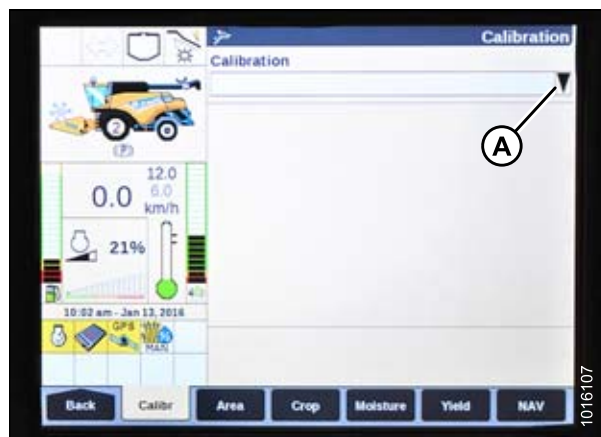 Calibration
Calibration
A
2
(P)
12.0
0.0 6.0
km/h
21%
10:02 am - Jan 13, 2016
GPS
MAN
Back Calibr Area Crop Moisture Yield NAV
1016107